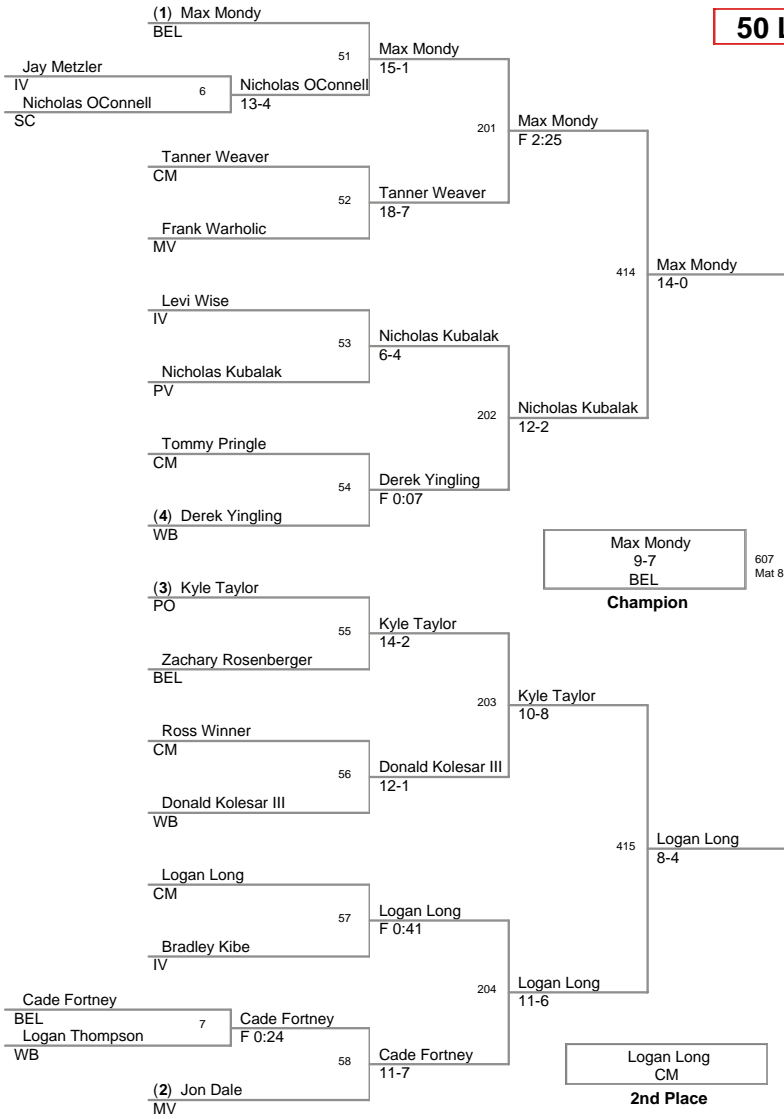 (1) Max Mondy
50 L
BEL
51
Max Mondy
15-1
Jay Metzler
IV
6
Nicholas OConnell
13-4
Nicholas OConnell
SC
201
Max Mondy
F 2:25
Tanner Weaver
CM
52
Tanner Weaver
18-7
Frank Warholic
MV
414
Max Mondy
14-0
Levi Wise
IV
53
Nicholas Kubalak
6-4
Nicholas Kubalak
PV
202
Nicholas Kubalak
12-2
Tommy Pringle
CM
54
Derek Yingling
F 0:07
(4) Derek Yingling
WB
Max Mondy
9-7
BEL
607
Mat 8
Champion
(3) Kyle Taylor
PO
55
Kyle Taylor
14-2
Zachary Rosenberger
BEL
203
Kyle Taylor
10-8
Ross Winner
CM
56
Donald Kolesar III
12-1
Donald Kolesar III
WB
415
Logan Long
8-4
Logan Long
CM
57
Logan Long
F 0:41
Bradley Kibe
IV
204
Logan Long
11-6
Cade Fortney
BEL
7
Cade Fortney
F 0:24
Logan Thompson
WB
58
Cade Fortney
11-7
(2) Jon Dale
MV
Logan Long
CM
2nd Place